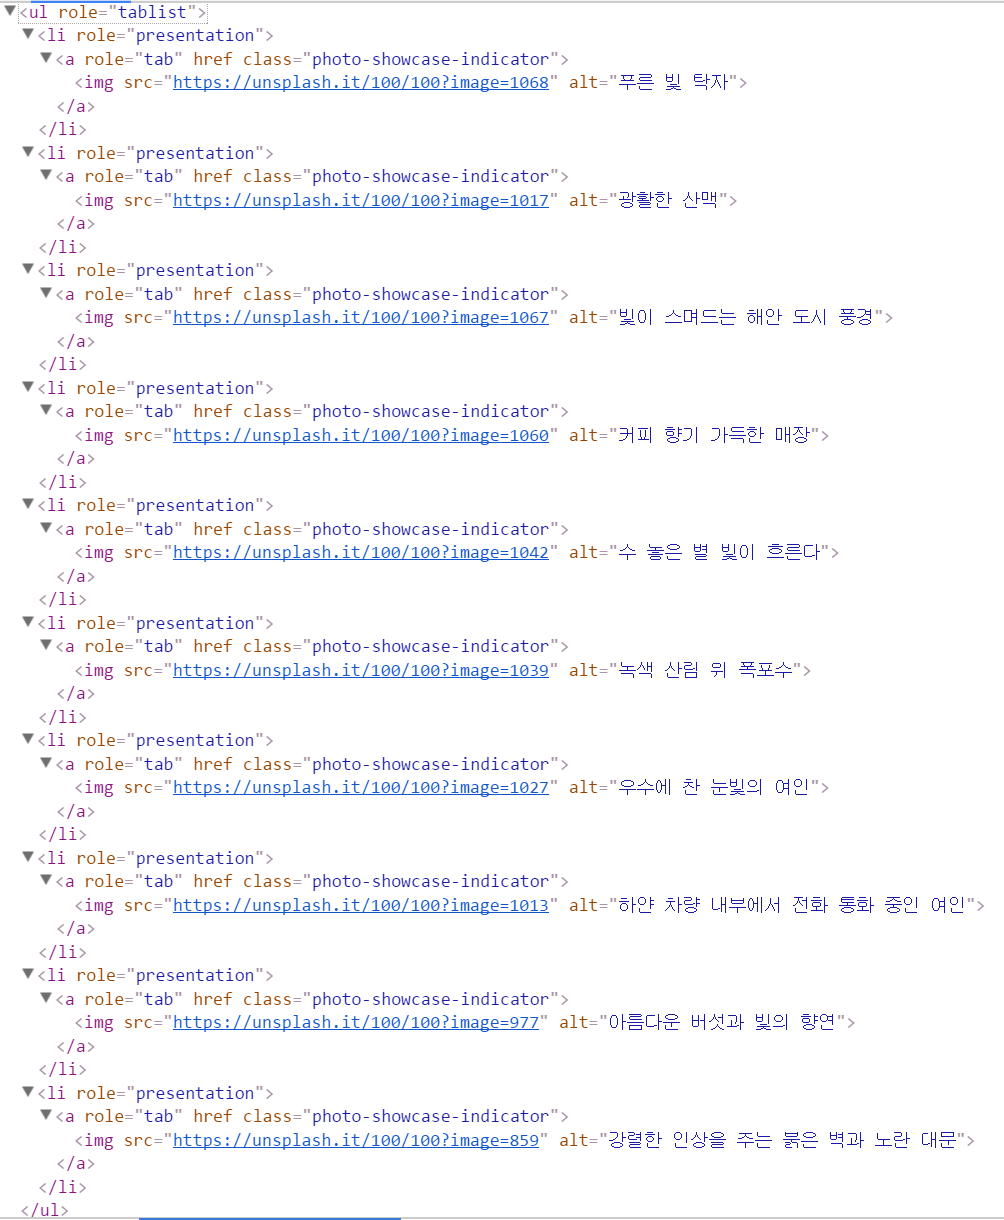 ▼<ul role="tablist">
▼<li role="presentation">
▼<a role="tab" href class="photo-showcase-indicator">
<img src="https://unsplash.it/100/100?image=1068" alt="푸른 빛 탁자">
</a>
</li>
▼<li role="presentation">
▼<a role="tab" href class="photo-showcase-indicator">
<img src="https://unsplash.it/100/100?image=1017" alt="광활한 산맥">
</a>
</li>
▼<li role="presentation">
▼<a role="tab" href class="photo-showcase-indicator">
<img src="https://unsplash.it/100/100?image=1067" alt="빛이 스며드는 해안 도시 풍경">
</a>
</li>
▼<li role="presentation">
▼<a role="tab" href class="photo-showcase-indicator">
<img src="https://unsplash.it/100/100?image=1060" alt="커피 향기 가득한 매장">
</a>
</li>
▼<li role="presentation">
▼<a role="tab" href class="photo-showcase-indicator">
<img src="https://unsplash.it/100/100?image=1042" alt="수 놓은 별 빛이 흐른다">
</a>
</li>
▼<li role="presentation">
▼<a role="tab" href class="photo-showcase-indicator">
<img src="https://unsplash.it/100/100?image=1039" alt="녹색 산림 위 폭포수">
</a>
</li>
▼<li role="presentation">
▼<a role="tab" href class="photo-showcase-indicator">
<img src="https://unsplash.it/100/100?image=1027" alt="우수에 찬 눈빛의 여인">
</a>
</li>
▼<li role="presentation">
▼<a role="tab" href class="photo-showcase-indicator">
<img src="https://unsplash.it/100/100?image=1013" alt="하얀 차량 내부에서 전화 통화 중인 여인">
</a>
</li>
▼<li role="presentation">
▼<a role="tab" href class="photo-showcase-indicator">
<img src="https://unsplash.it/100/100?image=977" alt="아름다운 버섯과 빛의 향연">
</a>
</li>
▼<li role="presentation">
▼<a role="tab" href class="photo-showcase-indicator">
<img src="https://unsplash.it/100/100?image=859" alt="강렬한 인상을 주는 붉은 벽과 노란 대문">
</a>
</li>
</ul>